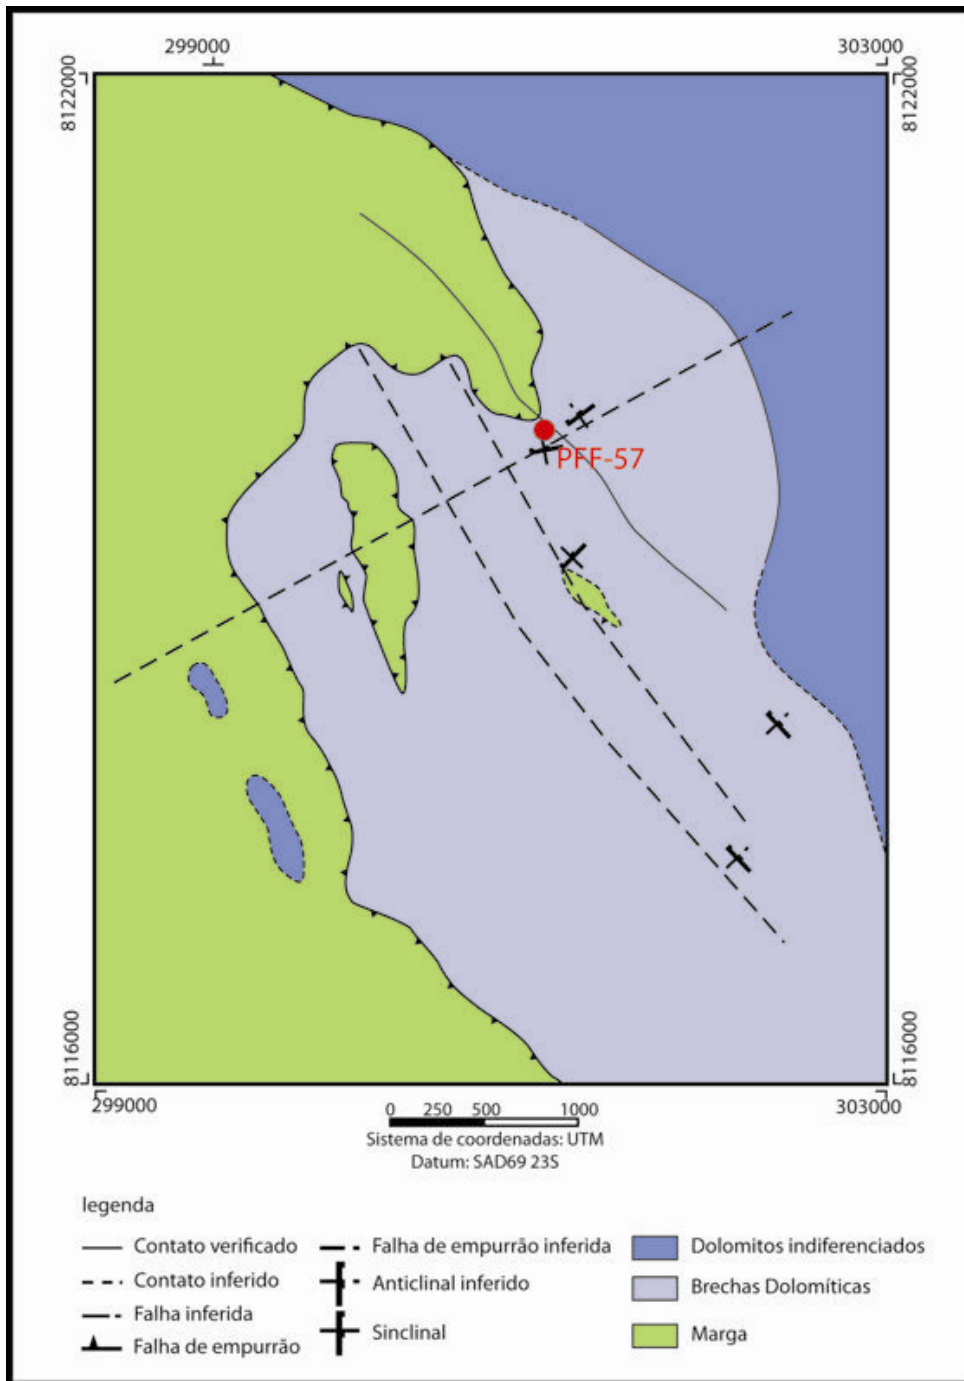 299000
303000
8122000
8122000
PFF-57
8116000
8116000
299000
303000
0 250 500 1000
Sistema de coordenadas: UTM
Datum: SAD69 23S
legenda
Contato verificado
Contato inferido
Falha inferida
Falha de empurrão
Falha de empurrão inferida
Anticlinal inferido
Sinclinal
Dolomitos indiferenciados
Brechas Dolomíticas
Marga